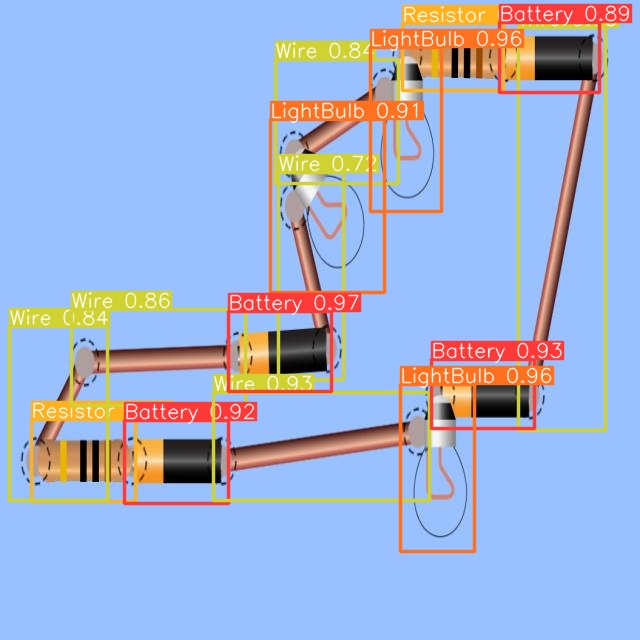 Resistor
Battery 0.89
LightBulb 0.96
Wire 0.84
LightBulb 0.91
Wire 0.72
Wire 0.86
Battery 0.97
Wire 0.84
Battery 0.93
LightBulb 0.96
Wire 0.93
Resistor
Battery 0.92